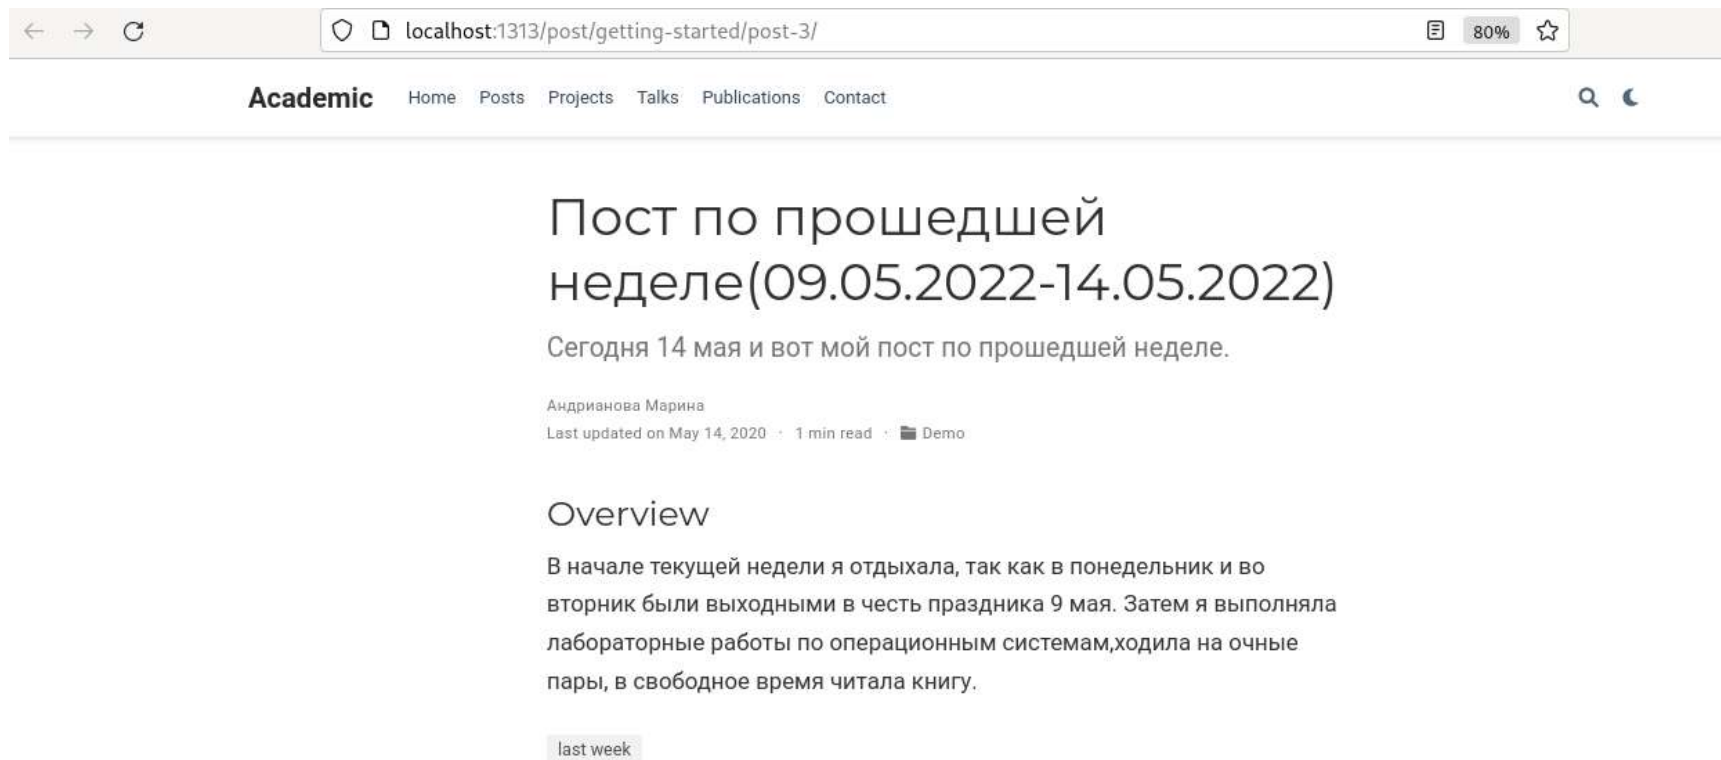 localhost:1313/post/getting-started/post-3/
80%
Academic Home Posts Projects Talks Publications Contact
Пост по прошедшей
неделе(09.05.2022-14.05.2022)
Сегодня 14 мая и вот мой пост по прошедшей неделе.
Андрианова Марина
Last updated on May 14, 2020 · 1 min read · Demo
Overview
В начале текущей недели я отдыхала, так как в понедельник и во
вторник были выходными в честь праздника 9 мая. Затем я выполняла
лабораторные работы по операционным системам,ходила на очные
пары, в свободное время читала книгу.
last week